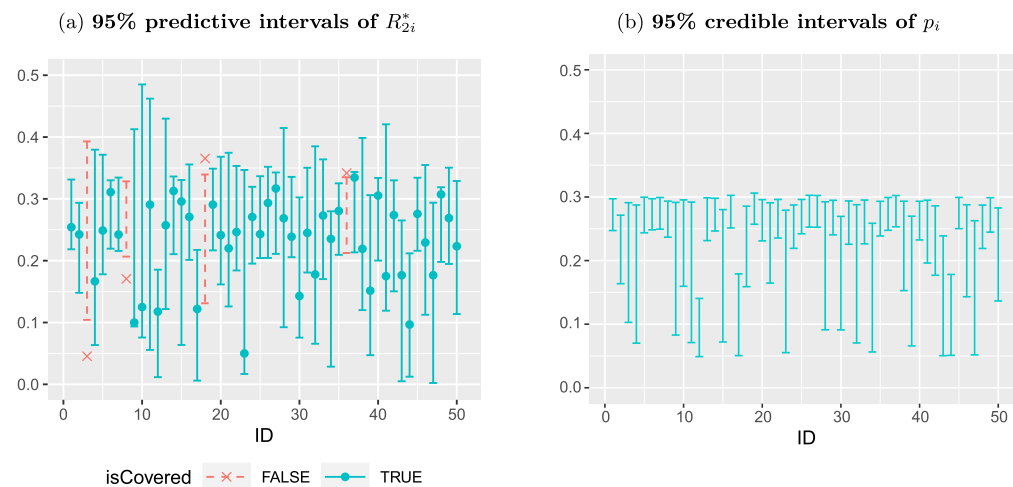 (a) 95% predictive intervals of $R^*_{2i}$
(b) 95% credible intervals of $p_i$
0.5
0.4
0.3
0.2
0.1
0.0
0 10 20 30 40 50
ID
0.5
0.4
0.3
0.2
0.1
0.0
0 10 20 30 40 50
ID
isCovered FALSE TRUE